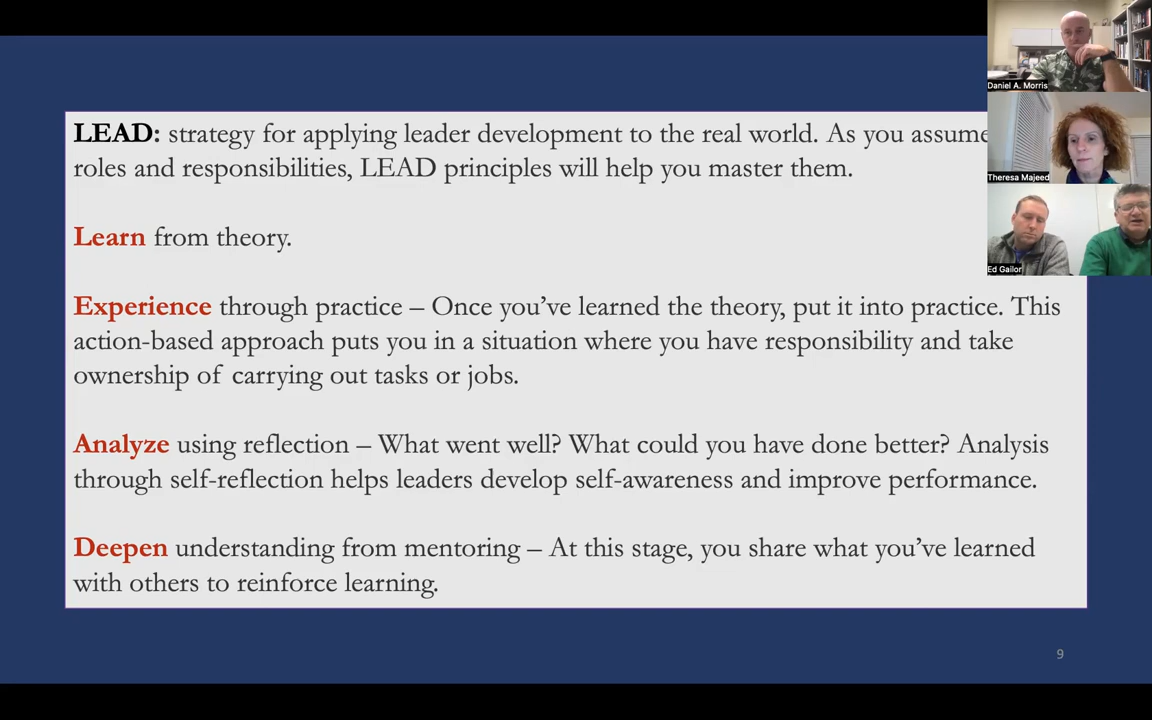 LEAD: strategy for applying leader development to the real world. As you assume
roles and responsibilities, LEAD principles will help you master them.
Learn from theory.
Experience through practice – Once you’ve learned the theory, put it into practice. This
action-based approach puts you in a situation where you have responsibility and take
ownership of carrying out tasks or jobs.
Analyze using reflection – What went well? What could you have done better? Analysis
through self-reflection helps leaders develop self-awareness and improve performance.
Deepen understanding from mentoring – At this stage, you share what you’ve learned
with others to reinforce learning.
9
Daniel A. Morris
Theresa Majeed
Ed Gailor